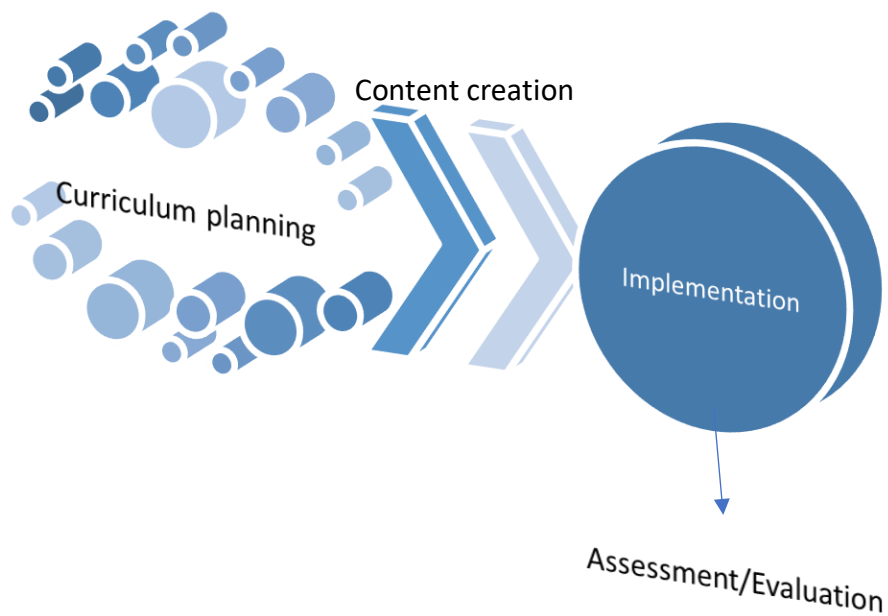 Content creation
Curriculum planning
Implementation
Assessment/Evaluation